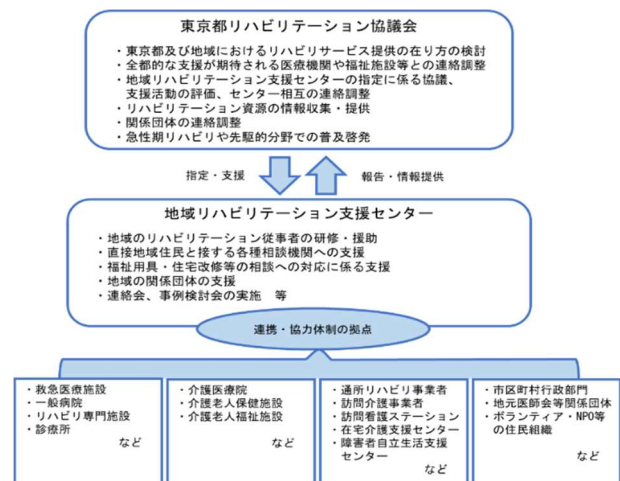 東京都リハビリテーション協議会
・東京都及び地域におけるリハビリサービス提供の在り方の検討
・全都的な支援が期待される医療機関や福祉施設等との連絡調整
・地域リハビリテーション支援センターの指定に係る協議、
支援活動の評価、センター相互の連絡調整
・リハビリテーション資源の情報収集・提供
・関係団体の連絡調整
・急性期リハビリや先駆的分野での普及啓発
指定・支援
報告・情報提供
地域リハビリテーション支援センター
・地域のリハビリテーション従事者の研修・援助
・直接地域住民と接する各種相談機関への支援
・福祉用具・住宅改修等の相談への対応に係る支援
・地域の関係団体の支援
・連絡会、事例検討会の実施 等
連携・協力体制の拠点
・救急医療施設
・一般病院
・リハビリ専門施設
・診療所
など
・介護医療院
・介護老人保健施設
・介護老人福祉施設
など
・通所リハビリ事業者
・訪問介護事業者
・訪問看護ステーション
・在宅介護支援センター
・障害者自立生活支援
センター
など
・市区町村行政部門
・地元医師会等関係団体
・ボランティア・NPO等
の住民組織
など